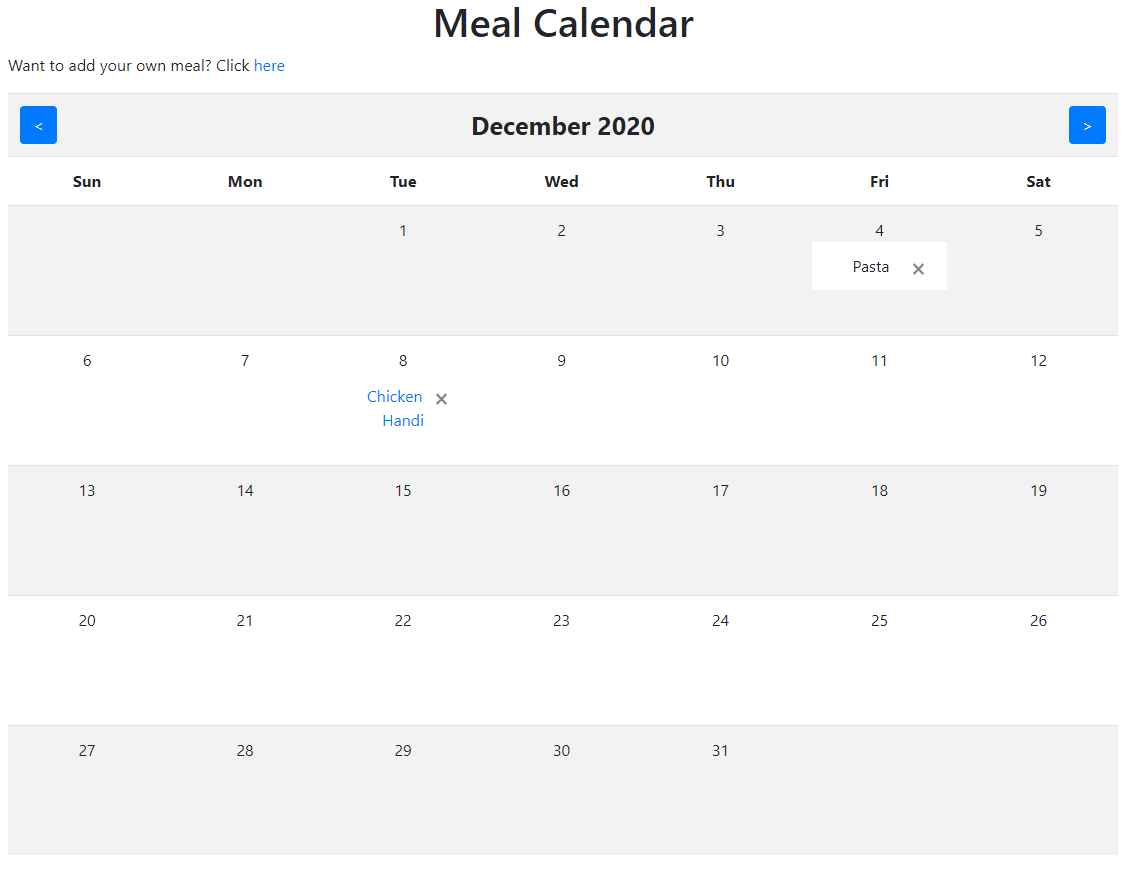 Meal Calendar
Want to add your own meal? Click here
< December 2020 >
Sun Mon Tue Wed Thu Fri Sat
1 2 3 4 5
Pasta ×
6 7 8 9 10 11 12
Chicken ×
Handi
13 14 15 16 17 18 19
20 21 22 23 24 25 26
27 28 29 30 31